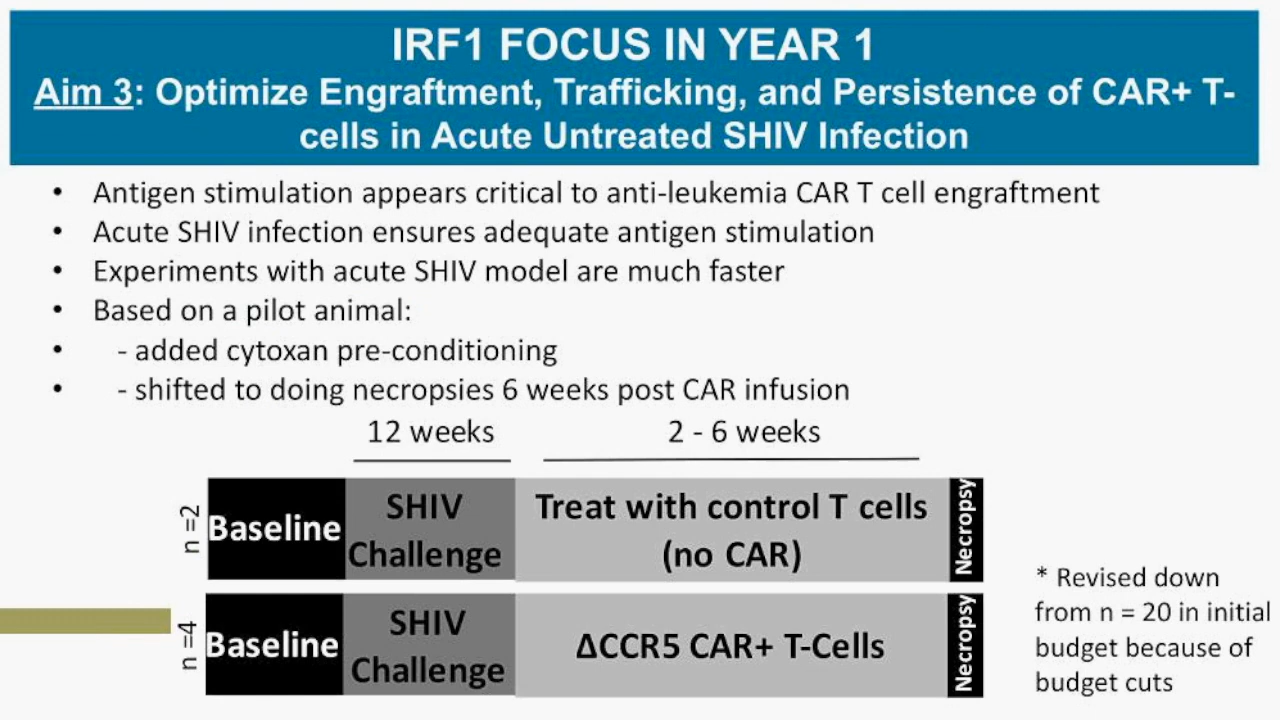 IRF1 FOCUS IN YEAR 1
Aim 3: Optimize Engraftment, Trafficking, and Persistence of CAR+ T-
cells in Acute Untreated SHIV Infection
• Antigen stimulation appears critical to anti-leukemia CAR T cell engraftment
• Acute SHIV infection ensures adequate antigen stimulation
• Experiments with acute SHIV model are much faster
• Based on a pilot animal:
• - added cytoxan pre-conditioning
• - shifted to doing necropsies 6 weeks post CAR infusion
12 weeks
2 - 6 weeks
n =2
Baseline
SHIV
Challenge
Treat with control T cells
(no CAR)
Necropsy
n =4
Baseline
SHIV
Challenge
ΔCCR5 CAR+ T-Cells
Necropsy
* Revised down
from n = 20 in initial
budget because of
budget cuts